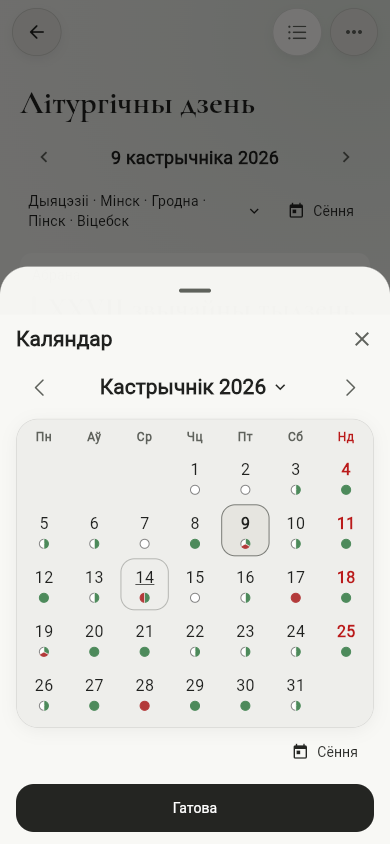 Літургічны дзень
9 кастрычніка 2026
Дыяцэзіі · Мінск · Гродна ·
Пінск · Віцебск
Сёння
Каляндар
Кастрычнік 2026
Пн Аў Ср Чц Пт Сб Нд
1 2 3 4
5 6 7 8 9 10 11
12 13 14 15 16 17 18
19 20 21 22 23 24 25
26 27 28 29 30 31
Сёння
Гатова